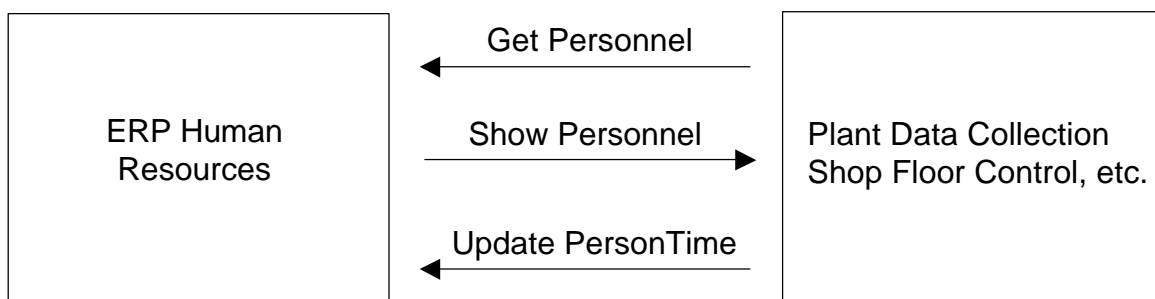 Get Personnel
ERP Human
Resources
Show Personnel
Plant Data Collection
Shop Floor Control, etc.
Update PersonTime